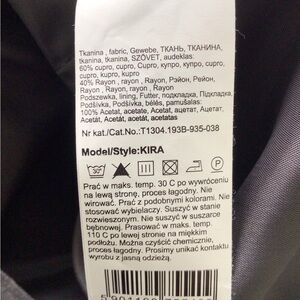 Tkanina, fabric, Gewebe, ТКАНЬ, ТКАНИНА,
tkanina, tkanina, SZÖVET, audeklas:
60% cupro, cupro, Cupro, купро, купро, cupro,
cupro, kupro, kupro
40% Rayon, rayon, Rayon, Район, Рейон,
Rayon, Rayon, rayon, Rayon
Podszewka, lining, Futter, подкладка, Підкладка,
Podšívka, Podšívka, bélés, pamušalas:
100% Acetat, acetate, Acetat, ацетат, Ацетат,
Acetát, Acetát, acetát, acetatas
Nr kat./Cat.No.:T1304.193B-935-038
Model/Style:KIRA
30°
P
Prać w maks. temp. 30 C po wywróceniu
na lewą stronę, proces łagodny. Nie
wirować. Prać z podobnymi kolorami. Nie
stosować wybielaczy. Suszyć w stanie
rozwieszonym. Nie suszyć w suszarce
bębnowej. Prasować w maks. temp.
110 C po lewej stronie na miękkim
podłożu. Można czyścić chemicznie,
proces łagodny. Unikać kontaktu
wyrobu z jasną odzieżą.